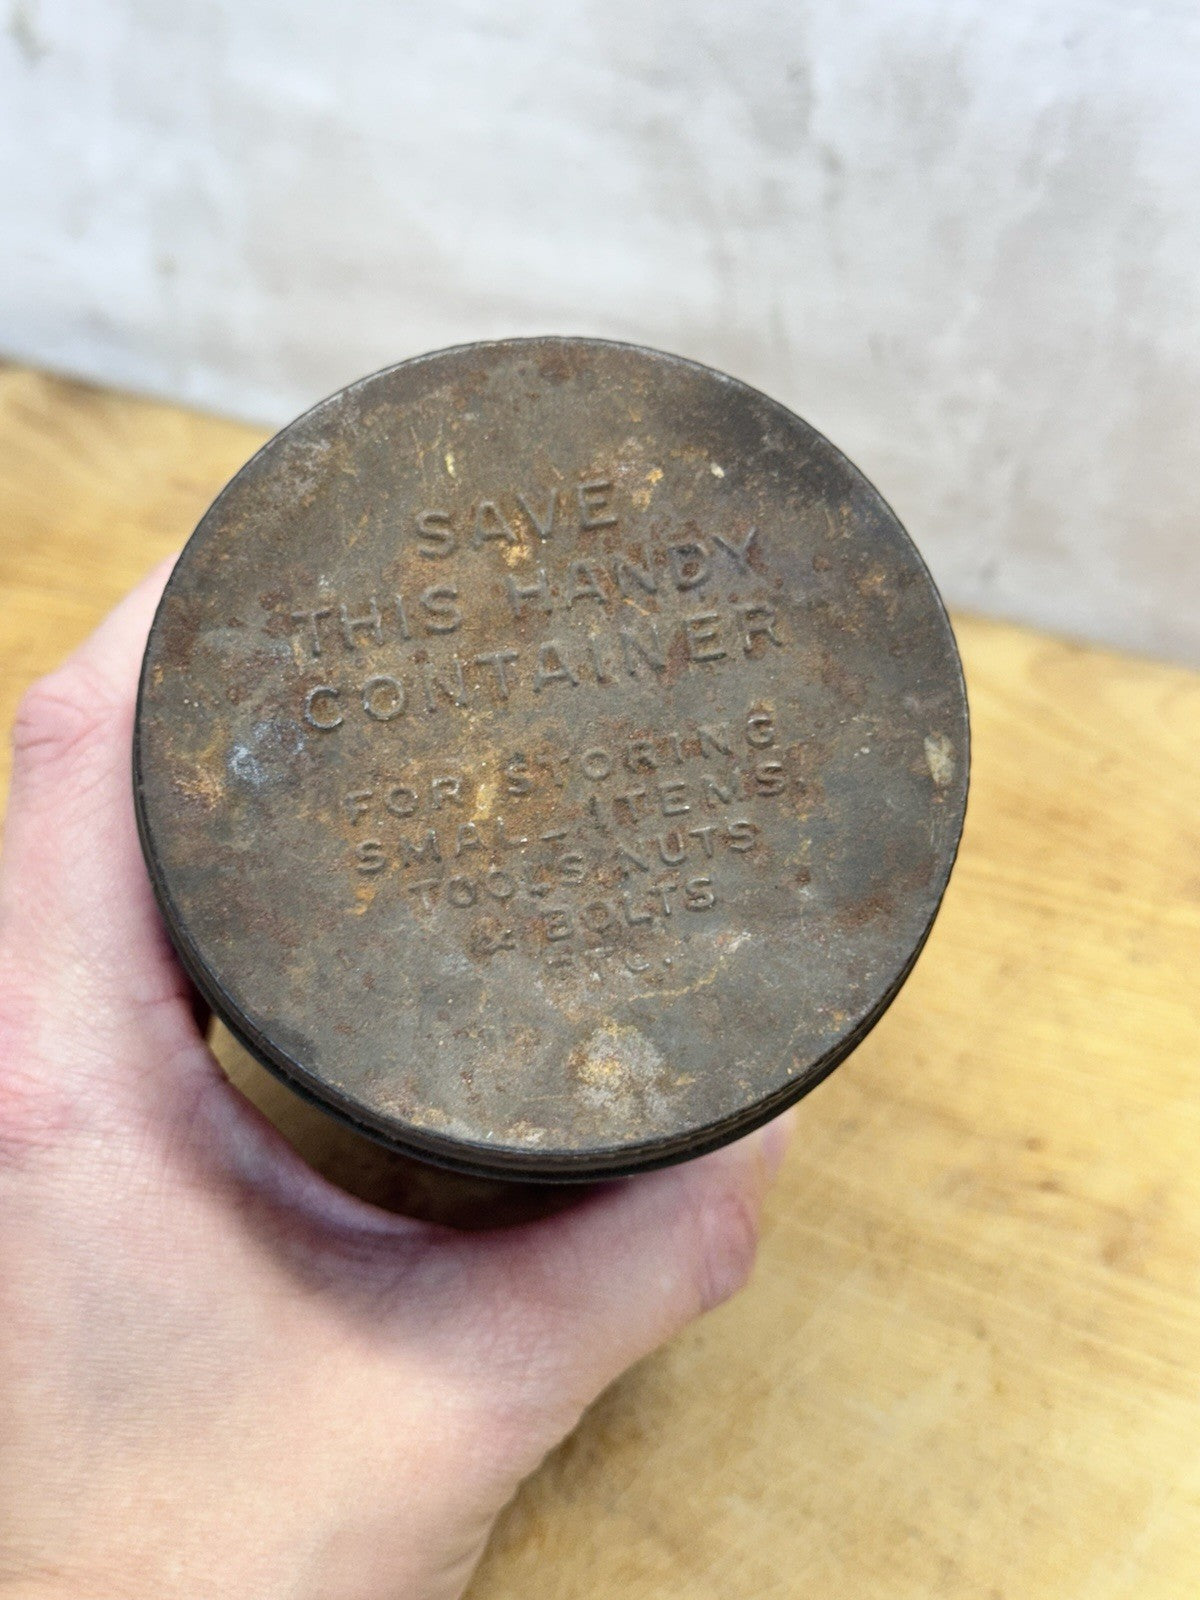 SAVE
THIS HANDY
CONTAINER
FOR STORING
SMALL ITEMS,
TOOLS, NUTS
& BOLTS
ETC.